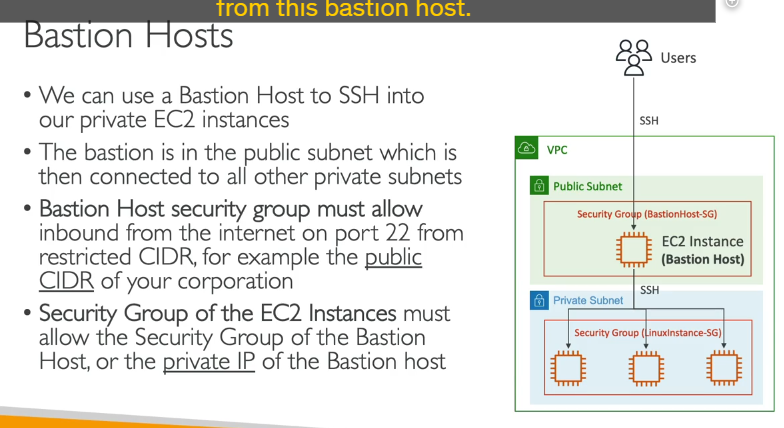 from this bastion host.
Bastion Hosts
• We can use a Bastion Host to SSH into
our private EC2 instances
• The bastion is in the public subnet which is
then connected to all other private subnets
• Bastion Host security group must allow
inbound from the internet on port 22 from
restricted CIDR, for example the public
CIDR of your corporation
• Security Group of the EC2 Instances must
allow the Security Group of the Bastion
Host, or the private IP of the Bastion host
Users
SSH
VPC
Public Subnet
Security Group (BastionHost-SG)
EC2 Instance
(Bastion Host)
SSH
Private Subnet
Security Group (LinuxInstance-SG)